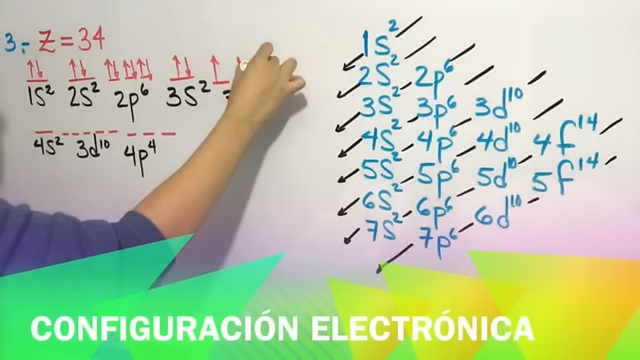 3.- Z = 34
1S² 2S² 2p⁶ 3S²
4S² 3d¹⁰ 4p⁴
1S²
2S² 2p⁶
3S² 3p⁶ 3d¹⁰
4S² 4p⁶ 4d¹⁰ 4f¹⁴
5S² 5p⁶ 5d¹⁰ 5f¹⁴
6S² 6p⁶ 6d¹⁰
7S² 7p⁶
CONFIGURACIÓN ELECTRÓNICA